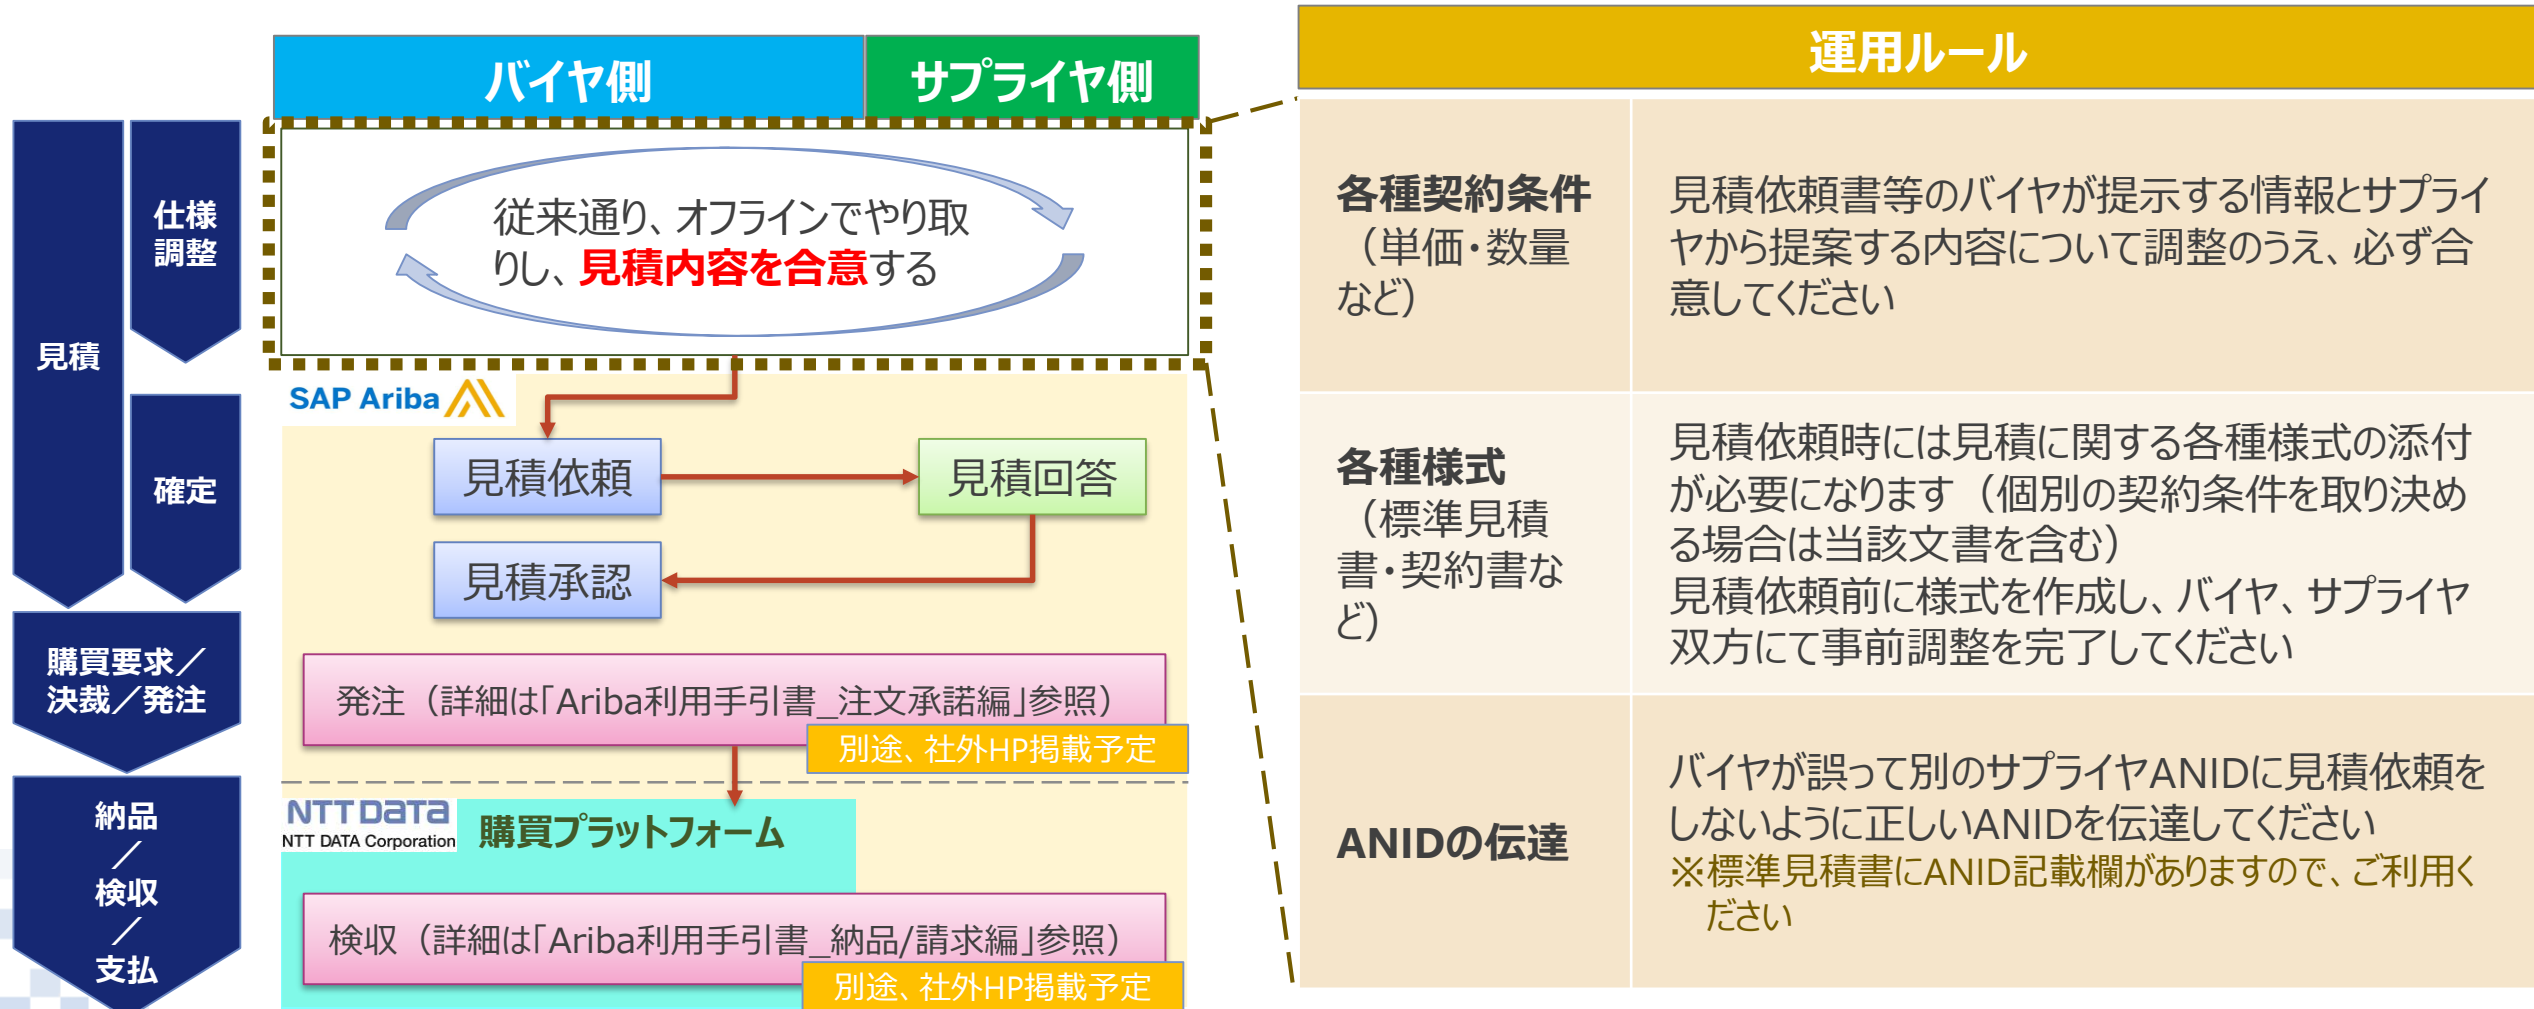 バイヤ側
サプライヤ側
見積
仕様
調整
確定
購買要求／
決裁／発注
納品
／
検収
／
支払
従来通り、オフラインでやり取
りし、見積内容を合意する
SAP Ariba
見積依頼
見積回答
見積承認
発注（詳細は「Ariba利用手引書_注文承諾編」参照）
別途、社外HP掲載予定
NTT DATA
NTT DATA Corporation
購買プラットフォーム
検収（詳細は「Ariba利用手引書_納品/請求編」参照）
別途、社外HP掲載予定
運用ルール
各種契約条件
（単価・数量
など）
見積依頼書等のバイヤが提示する情報とサプライ
ヤから提案する内容について調整のうえ、必ず合
意してください
各種様式
（標準見積
書・契約書な
ど）
見積依頼時には見積に関する各種様式の添付
が必要になります（個別の契約条件を取り決め
る場合は当該文書を含む）
見積依頼前に様式を作成し、バイヤ、サプライヤ
双方にて事前調整を完了してください
ANIDの伝達
バイヤが誤って別のサプライヤANIDに見積依頼を
しないように正しいANIDを伝達してください
※標準見積書にANID記載欄がありますので、ご利用く
ださい